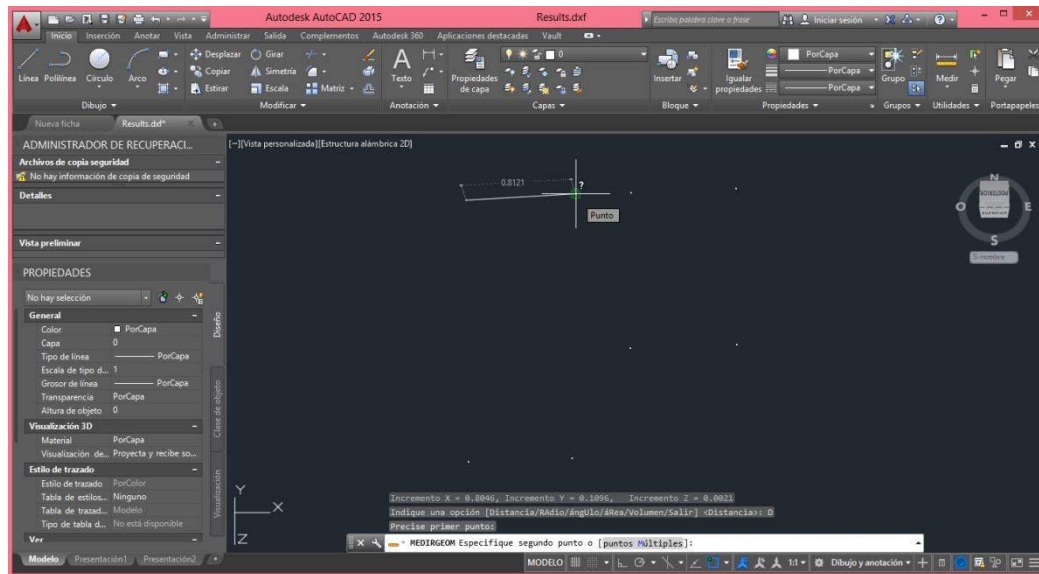 Autodesk AutoCAD 2015 Results.dxf Escriba palabra clave o frase Iniciar sesión
Inicio Inserción Anotar Vista Administrar Salida Complementos Autodesk 360 Aplicaciones destacadas Vault
Línea Polilínea Círculo Arco
Desplazar Girar
Copiar Simetría
Estirar Escala Matriz
Texto
Propiedades de capa
0
Insertar
Igualar propiedades
PorCapa
PorCapa
PorCapa
Grupo
Medir
Pegar
Dibujo Modificar Anotación Capas Bloque Propiedades Grupos Utilidades Portapapeles
Nueva ficha Results.dxf*
ADMINISTRADOR DE RECUPERACI...
Archivos de copia seguridad
No hay información de copia de seguridad
Detalles
Vista preliminar
PROPIEDADES
No hay selección
General
Color PorCapa
Capa 0
Tipo de línea PorCapa
Escala de tipo d... 1
Grosor de línea PorCapa
Transparencia PorCapa
Altura de objeto 0
Visualización 3D
Material PorCapa
Visualización de... Proyecta y recibe so...
Estilo de trazado
Estilo de trazado PorColor
Tabla de estilos... Ninguno
Tabla de trazad... Modelo
Tipo de tabla d... No está disponible
Ver
Diseño
Clase de objeto
Visualización
[-][Vista personalizada][Estructura alámbrica 2D]
0.8121
?
Punto
N
O
E
S
SUPERIOR
Y
X
Z
Incremento X = 0.8046, Incremento Y = 0.1096, Incremento Z = 0.0021
Indique una opción [Distancia/RAdio/ángUlo/áRea/Volumen/Salir] <Distancia>: D
Precise primer punto:
MEDIRGEOM Especifique segundo punto o [puntos Múltiples]:
Modelo Presentación1 Presentación2
MODELO 1:1 Dibujo y anotación